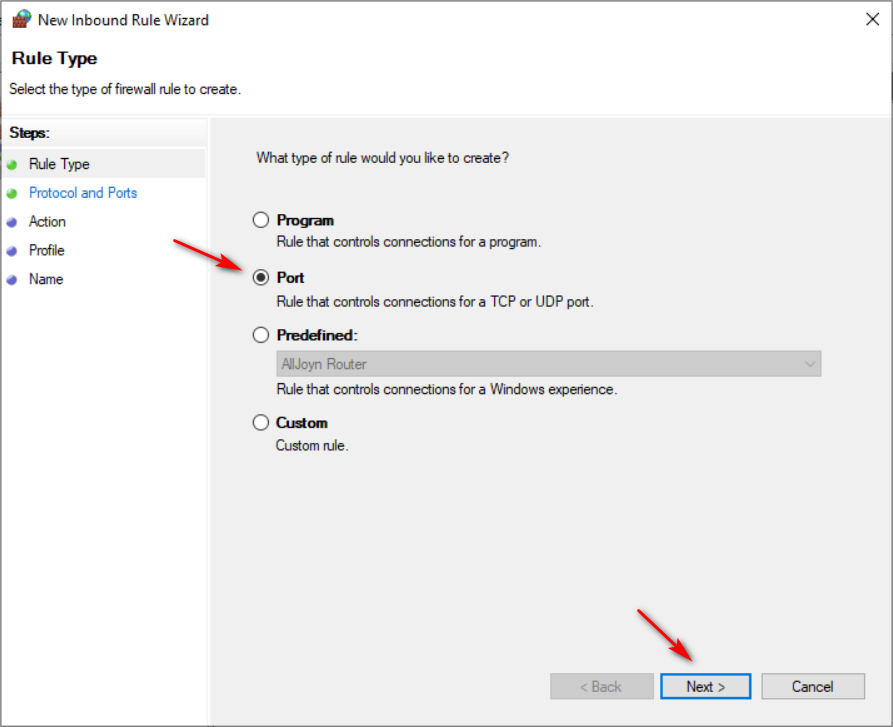 New Inbound Rule Wizard
Rule Type
Select the type of firewall rule to create.
Steps:
Rule Type
Protocol and Ports
Action
Profile
Name
What type of rule would you like to create?
Program
Rule that controls connections for a program.
Port
Rule that controls connections for a TCP or UDP port.
Predefined:
AllJoyn Router
Rule that controls connections for a Windows experience.
Custom
Custom rule.
< Back
Next >
Cancel